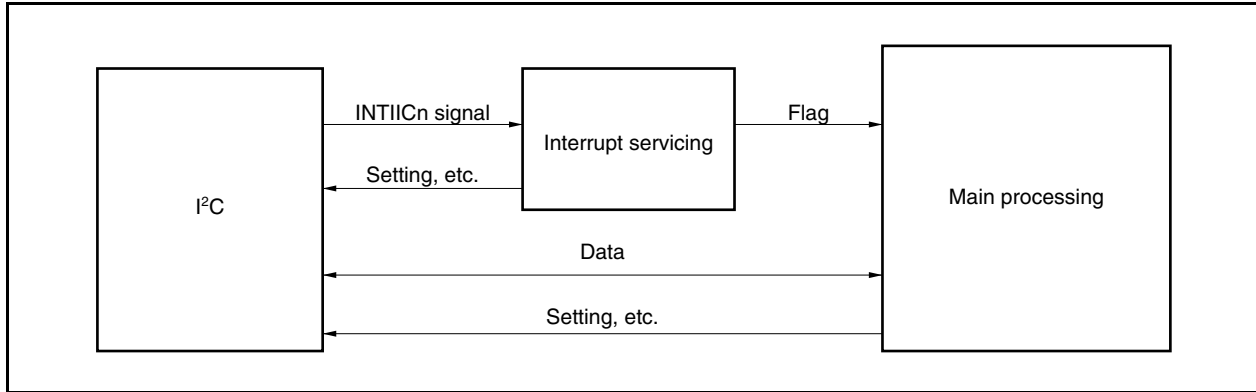 INTIICn signal
Flag
Interrupt servicing
Setting, etc.
I²C
Main processing
Data
Setting, etc.